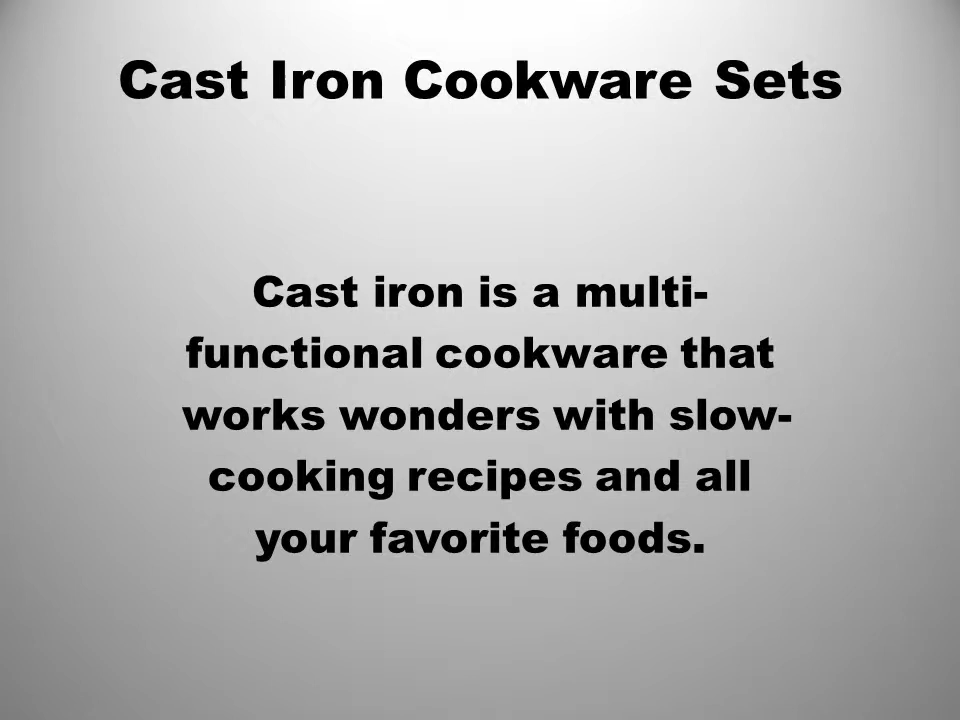 Cast Iron Cookware Sets
Cast iron is a multi-
functional cookware that
works wonders with slow-
cooking recipes and all
your favorite foods.